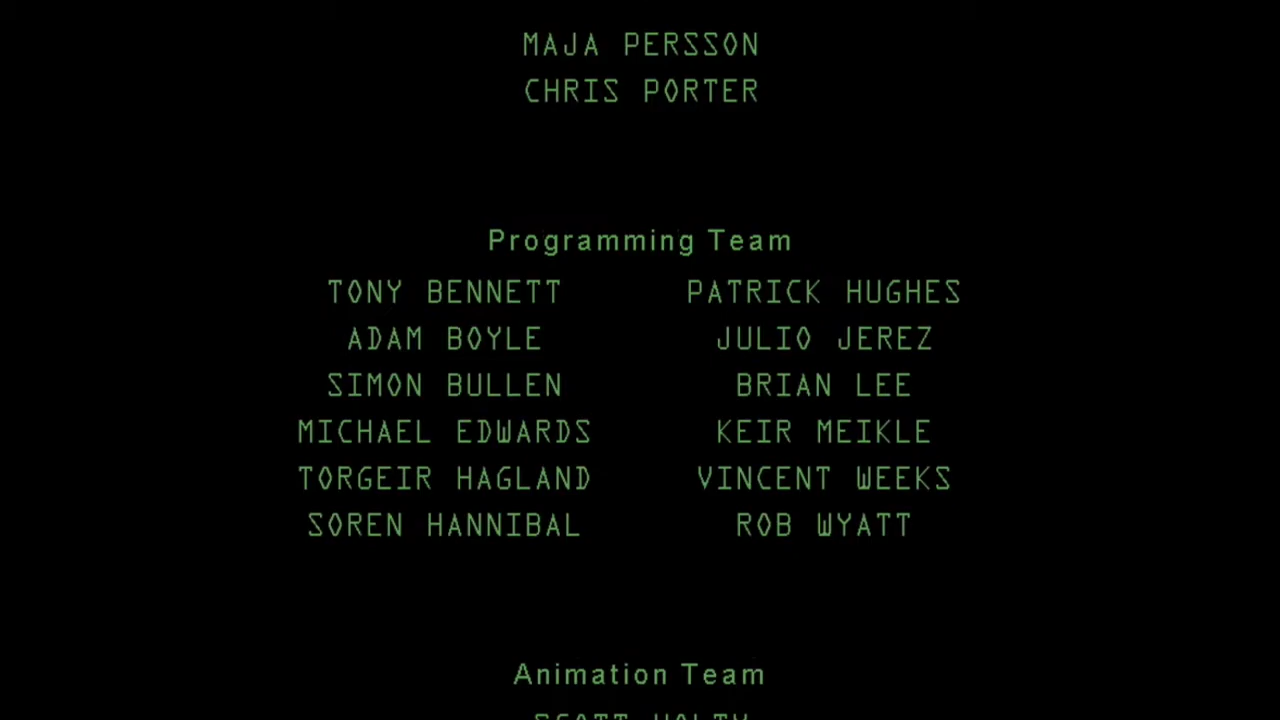 MAJA PERSSON
CHRIS PORTER
Programming Team
TONY BENNETT PATRICK HUGHES
ADAM BOYLE JULIO JEREZ
SIMON BULLEN BRIAN LEE
MICHAEL EDWARDS KEIR MEIKLE
TORGEIR HAGLAND VINCENT WEEKS
SOREN HANNIBAL ROB WYATT
Animation Team
SCOTT